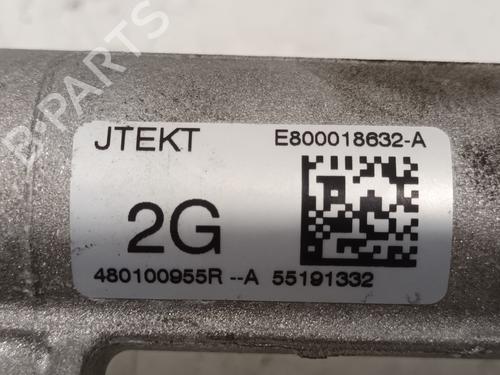 JTEKT E800018632-A
2G
480100955R --A 55191332
B-PARTS